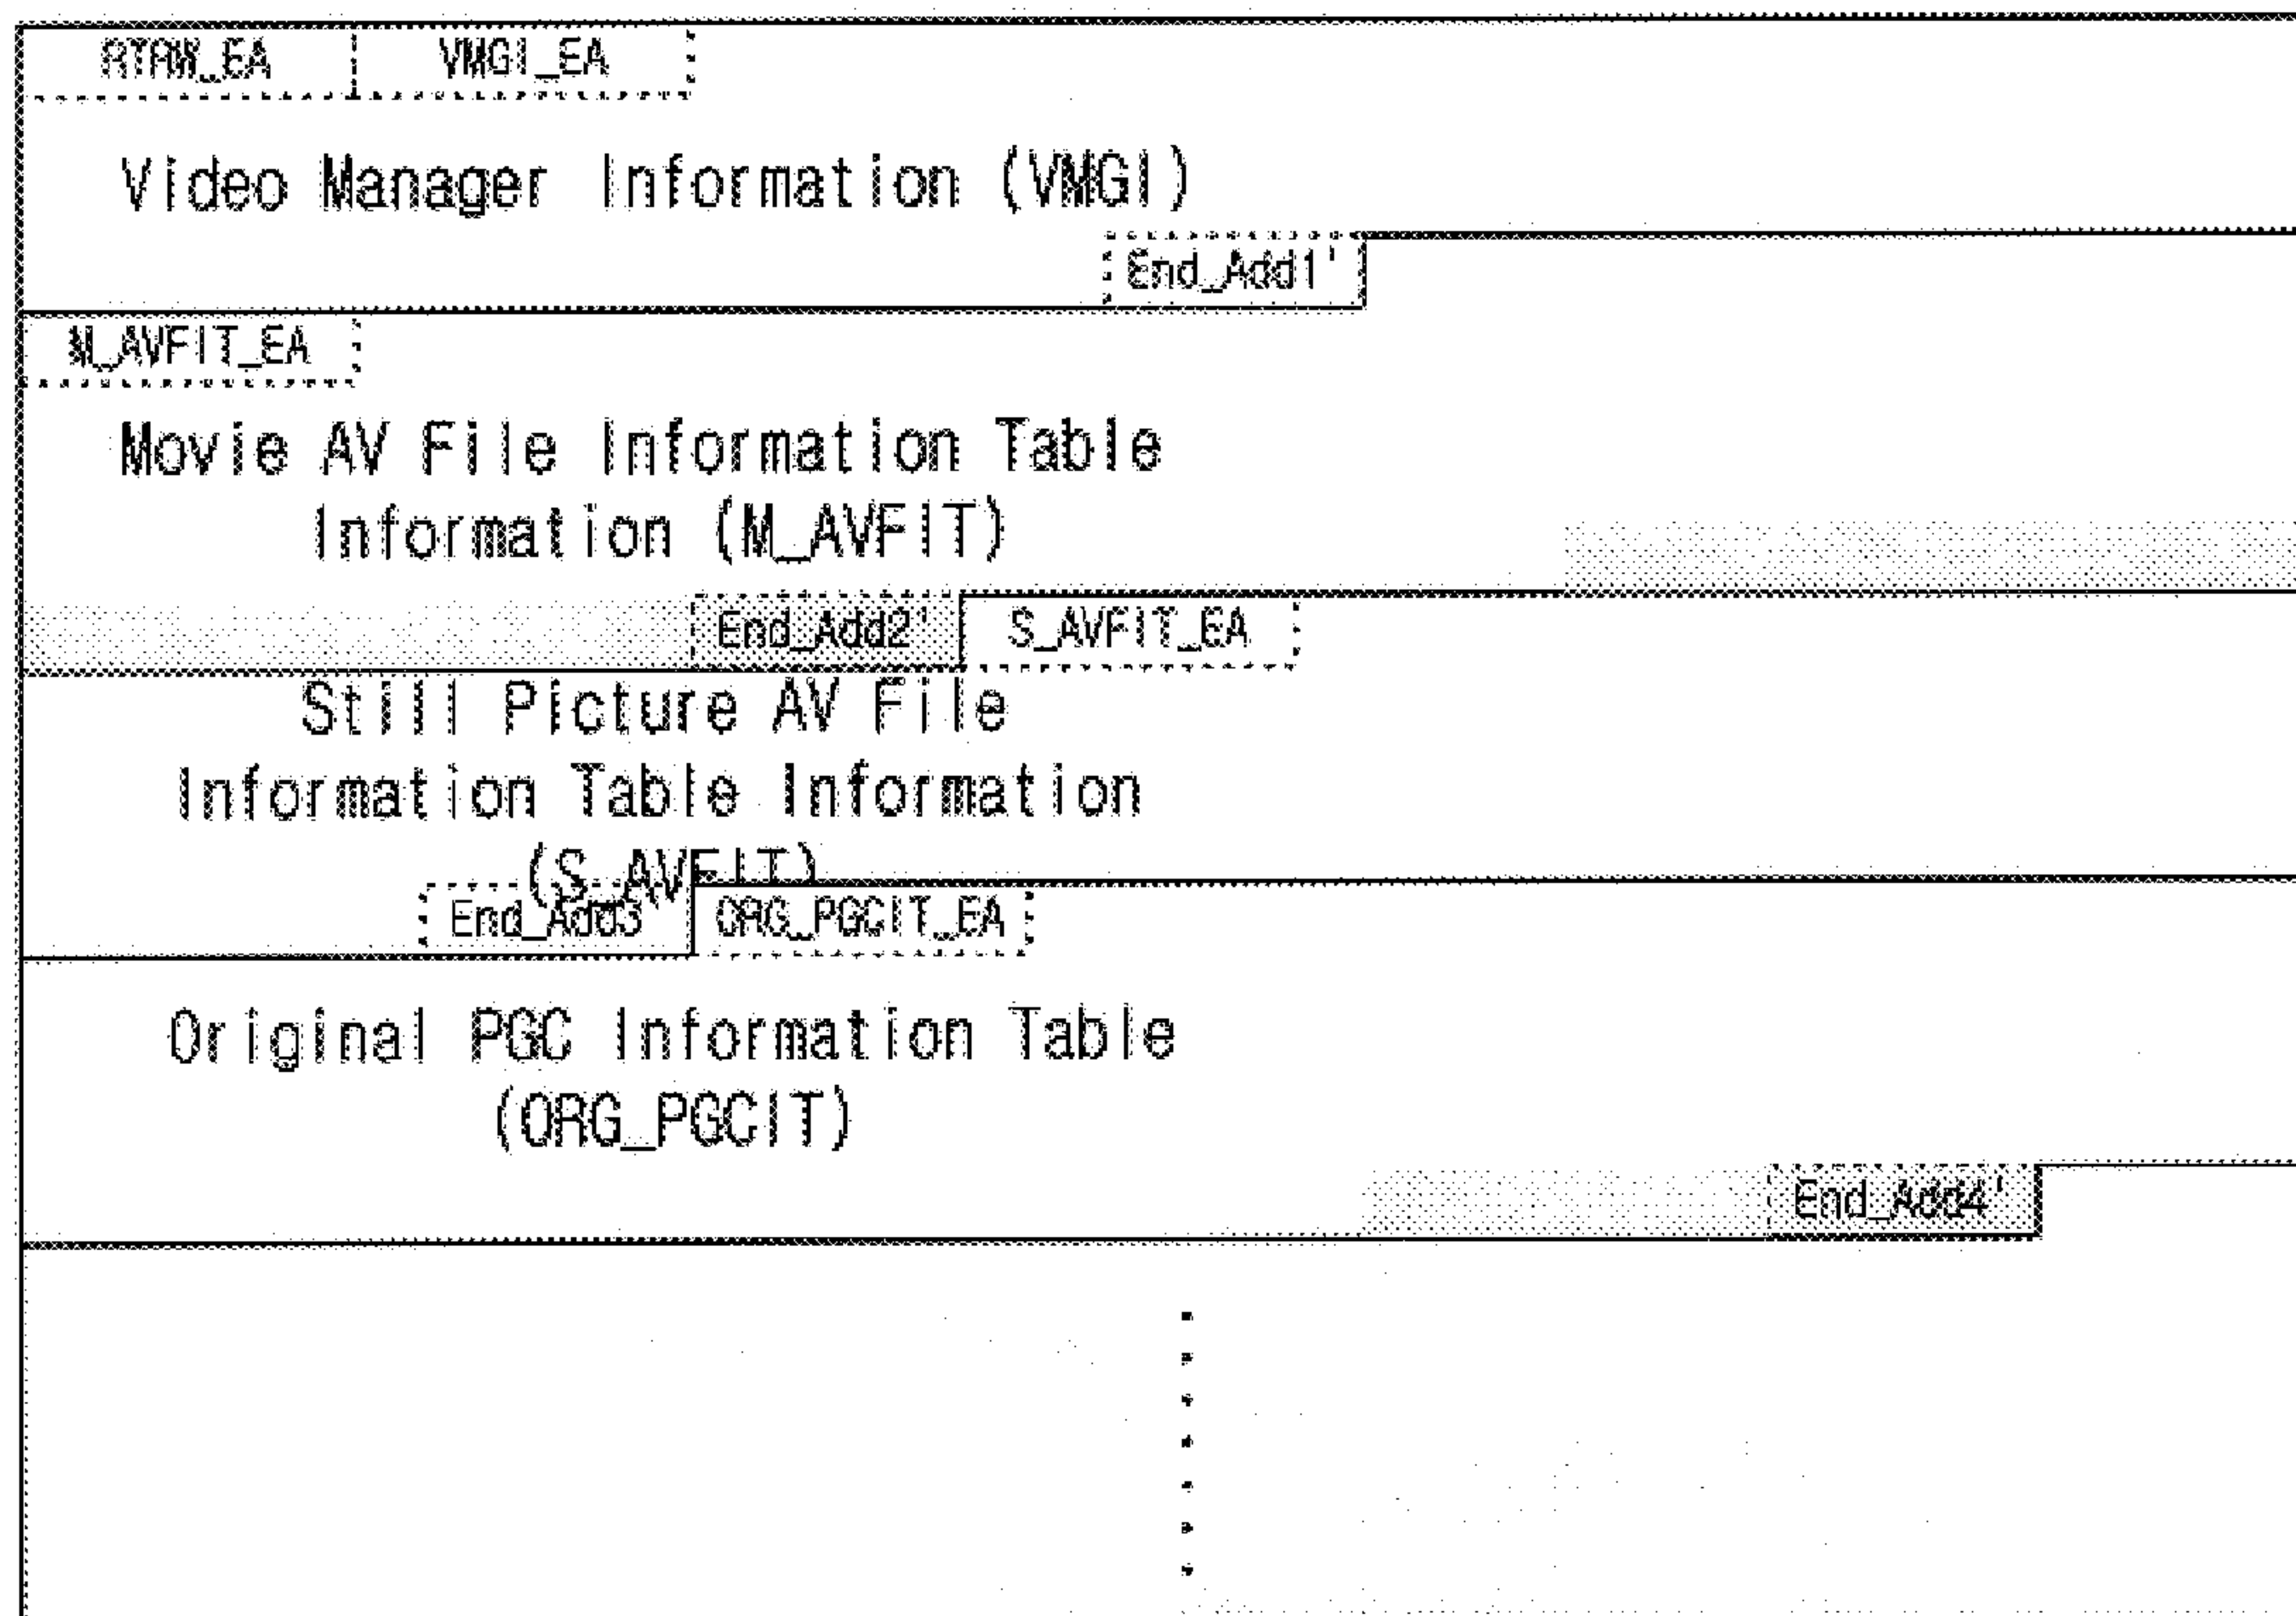 RTRW_EA VMGI_EA
Video Manager Information (VMGI)
End_Add1'
M_AVFIT_EA
Movie AV File Information Table
Information (M_AVFIT)
End_Add2' S_AVFIT_EA
Still Picture AV File
Information Table Information
(S_AVFIT)
End_Add3' ORG_PGCIT_EA
Original PGC Information Table
(ORG_PGCIT)
End_Add4'